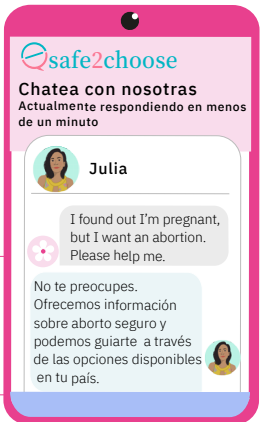 safe2choose
Chatea con nosotras
Actualmente respondiendo en menos
de un minuto
Julia
I found out I'm pregnant,
but I want an abortion.
Please help me.
No te preocupes.
Ofrecemos información
sobre aborto seguro y
podemos guiarte a través
de las opciones disponibles
en tu país.